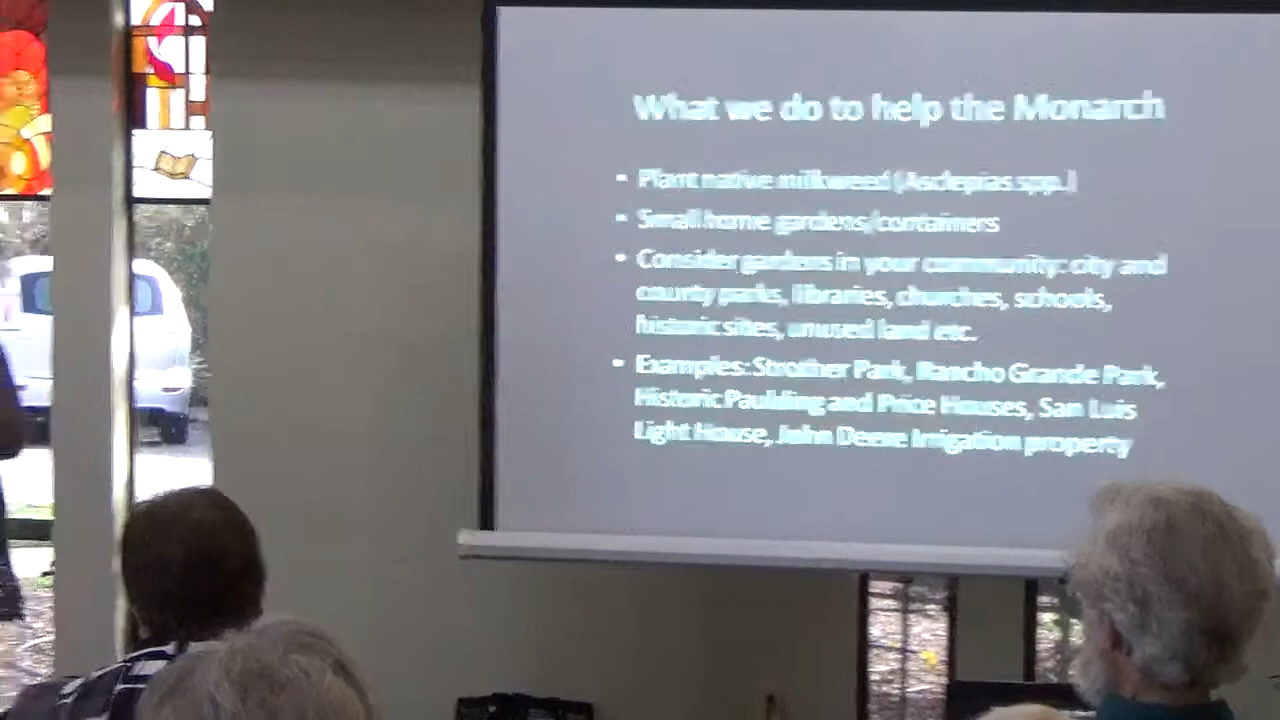 What we do to help the Monarch
• Plant native milkweed (Asclepias spp.)
• Small home gardens/containers
• Consider gardens in your community: city and
county parks, libraries, churches, schools,
historic sites, unused land etc.
• Examples: Strother Park, Rancho Grande Park,
Historic Paulding and Price Houses, San Luis
Light House, John Deere Irrigation property